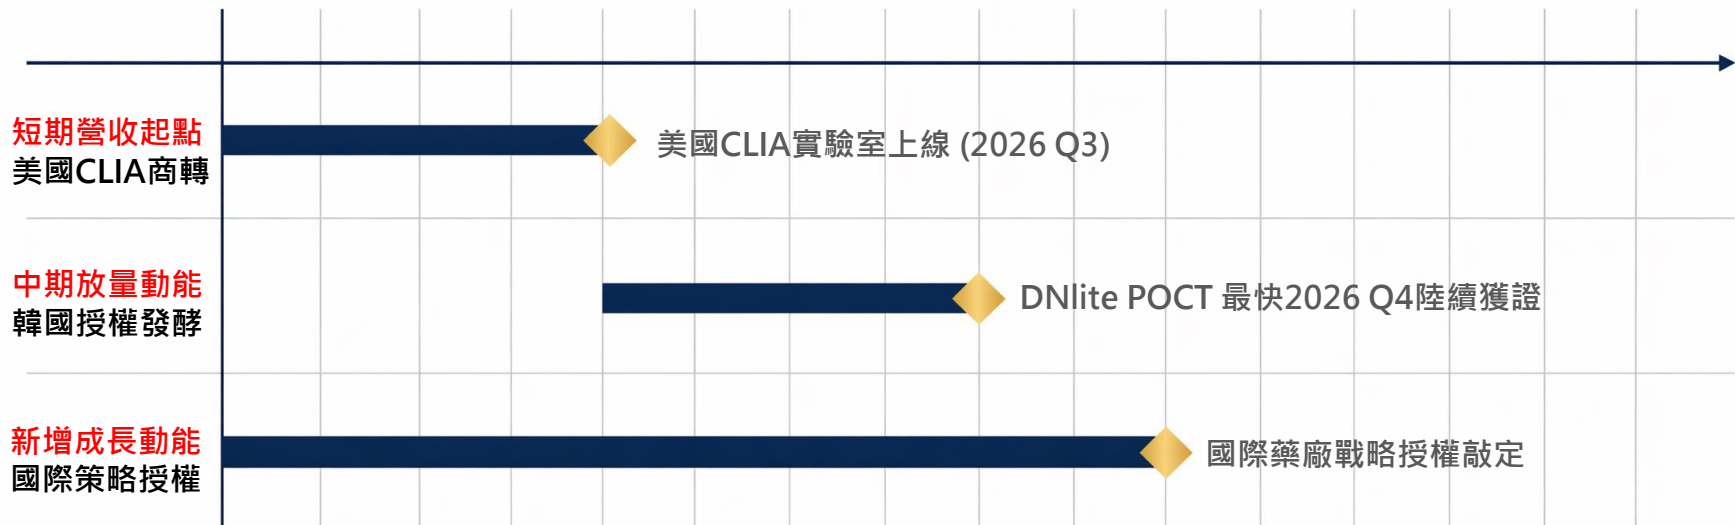 短期營收起點
美國CLIA商轉
美國CLIA實驗室上線 (2026 Q3)
中期放量動能
韓國授權發酵
DNlite POCT 最快2026 Q4陸續獲證
新增成長動能
國際策略授權
國際藥廠戰略授權敲定